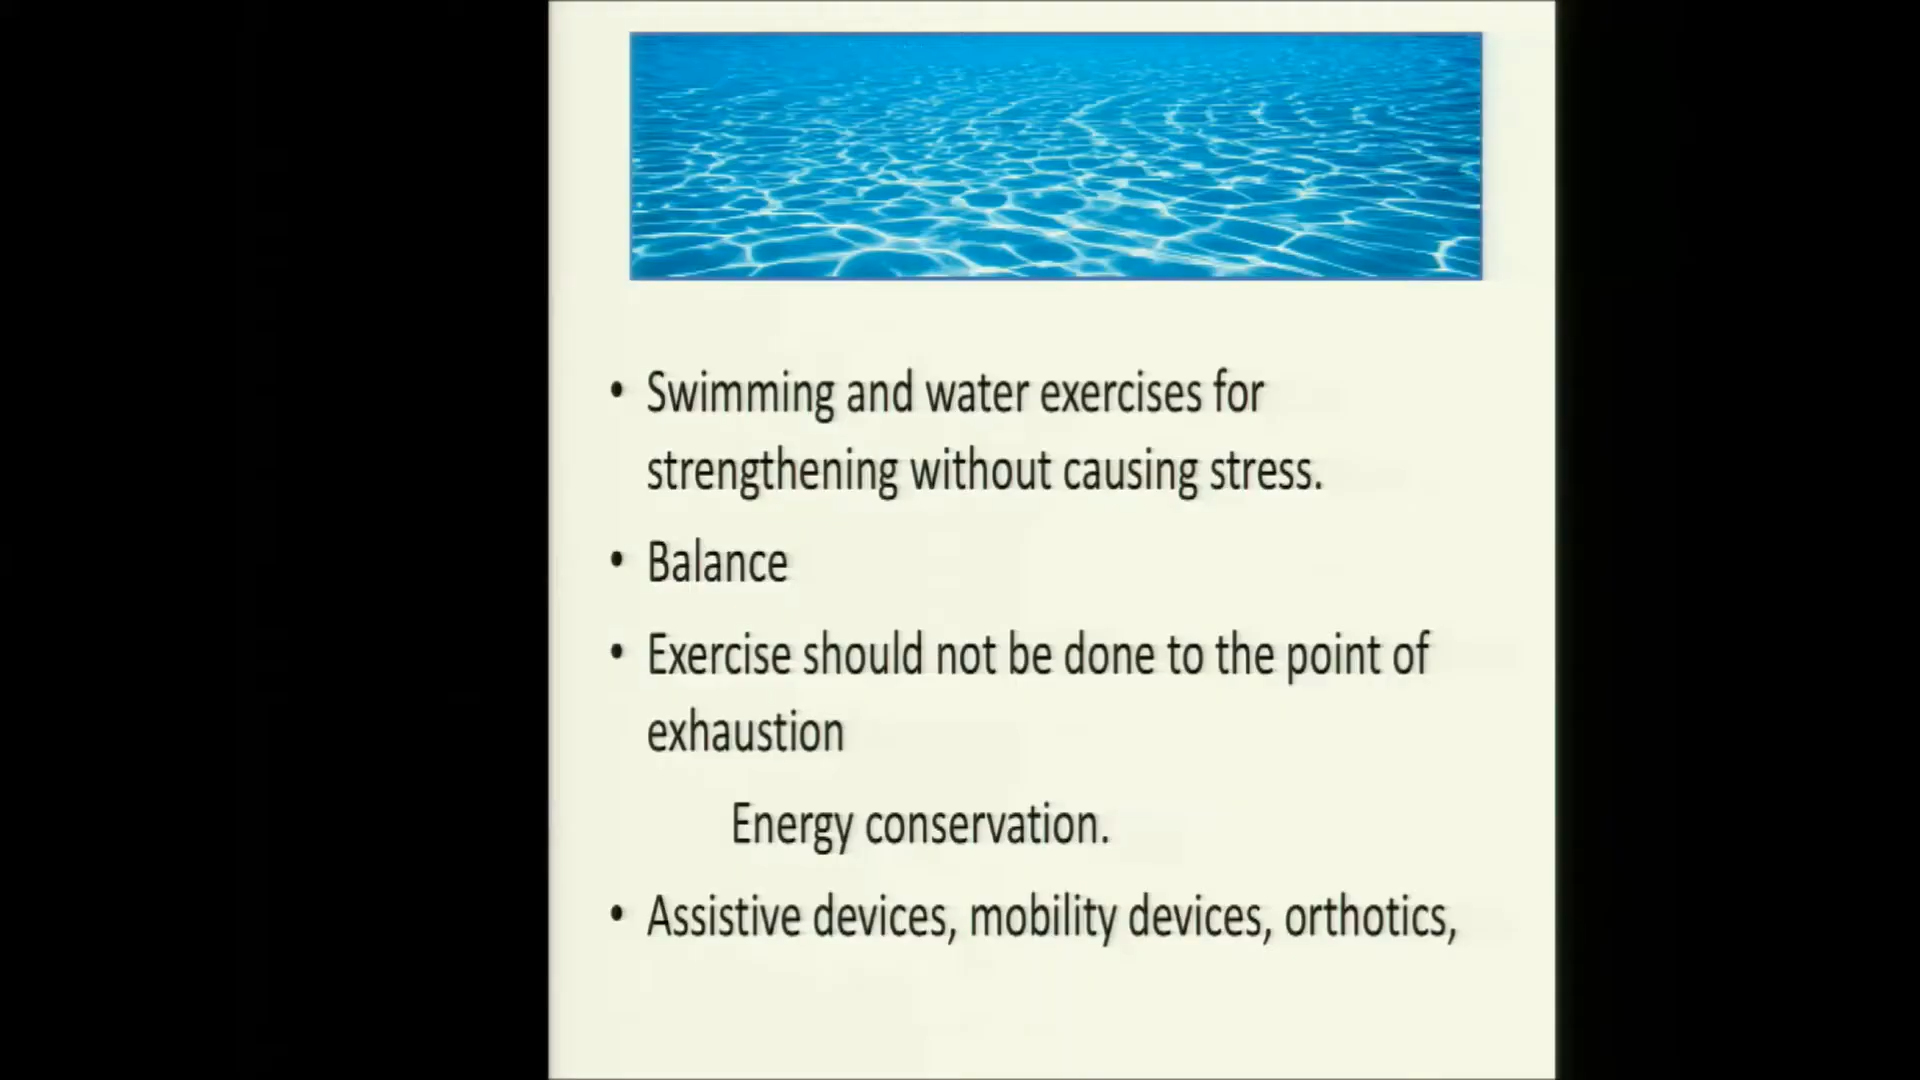 • Swimming and water exercises for
strengthening without causing stress.
• Balance
• Exercise should not be done to the point of
exhaustion
Energy conservation.
• Assistive devices, mobility devices, orthotics,